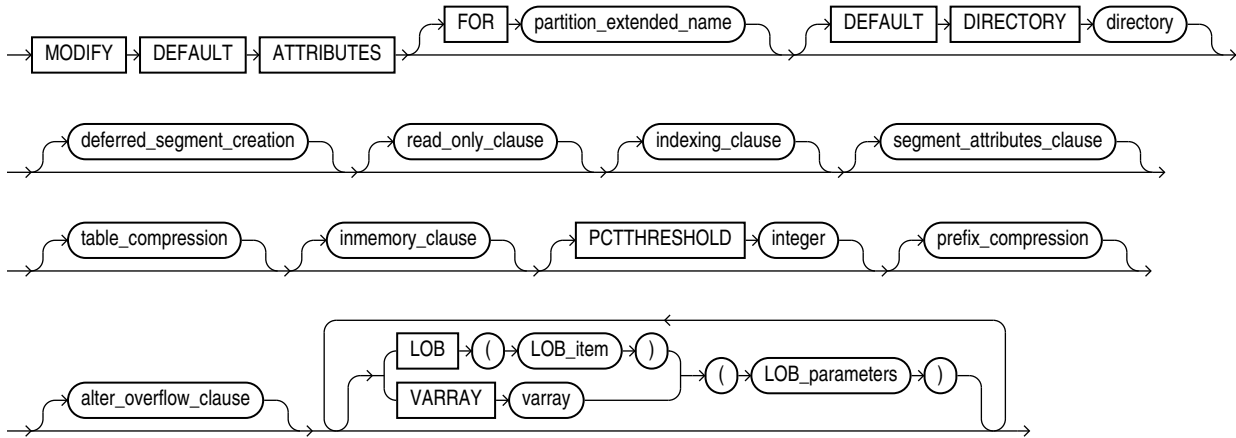 MODIFY DEFAULT ATTRIBUTES FOR partition_extended_name DEFAULT DIRECTORY directory
deferred_segment_creation read_only_clause indexing_clause segment_attributes_clause
table_compression inmemory_clause PCTTHRESHOLD integer prefix_compression
alter_overflow_clause LOB ( LOB_item ) VARRAY varray ( LOB_parameters )